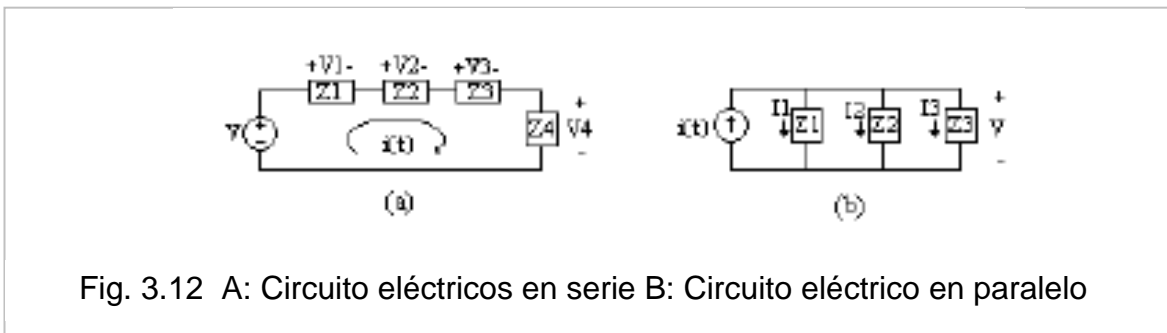 +V1- +V2- +V3-
Z1 Z2 Z3
V + - i(t) Z4 + V4 -
(a)
i(t) I1 Z1 I2 Z2 I3 Z3 + V -
(b)
Fig. 3.12 A: Circuito eléctricos en serie B: Circuito eléctrico en paralelo